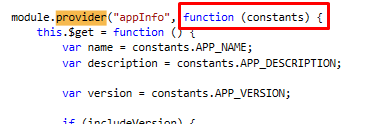 module.provider("appInfo", function (constants) {
this.$get = function () {
var name = constants.APP_NAME;
var description = constants.APP_DESCRIPTION;
var version = constants.APP_VERSION;
if (includeVersion) {